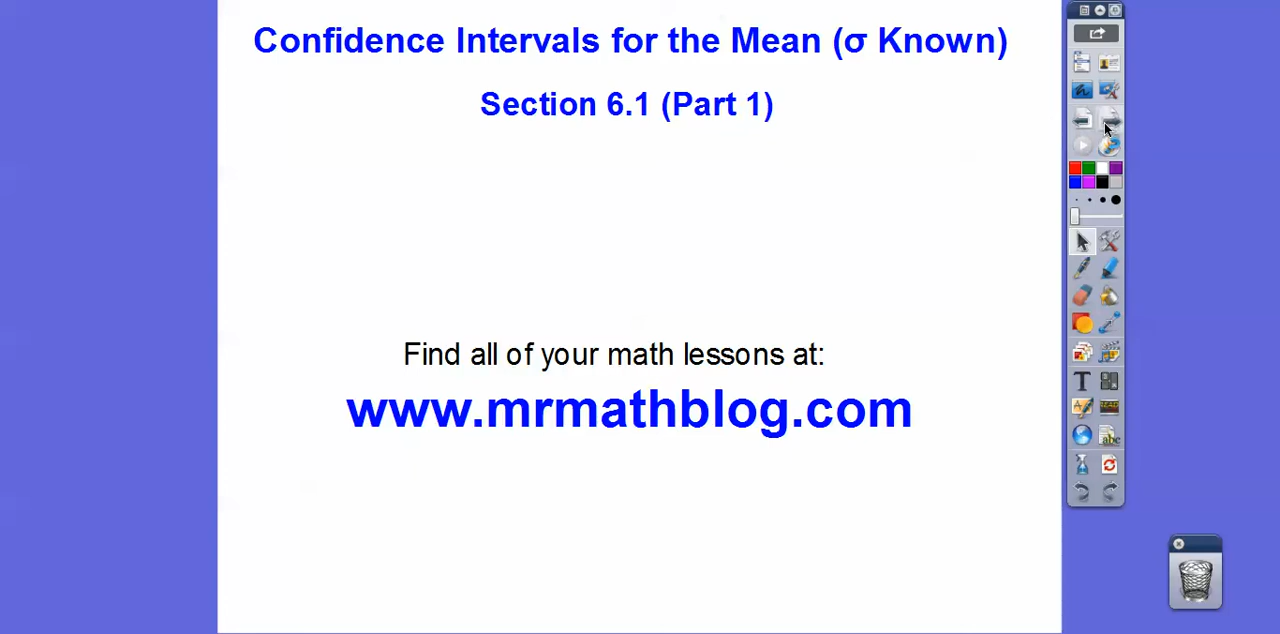 Confidence Intervals for the Mean (σ Known)
Section 6.1 (Part 1)
Find all of your math lessons at:
www.mrmathblog.com